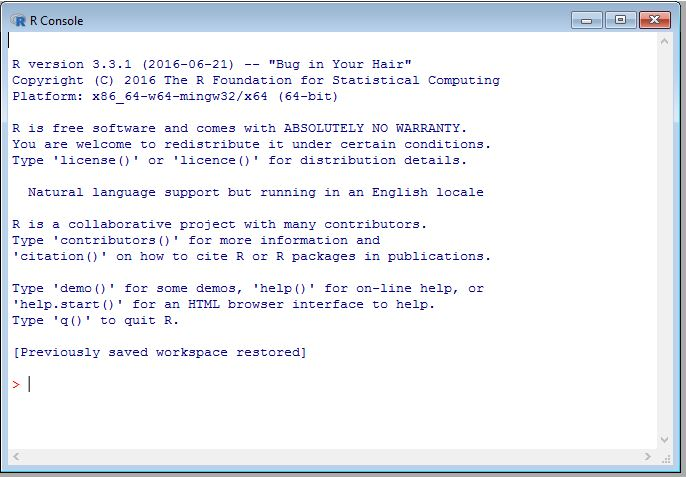 R Console
R version 3.3.1 (2016-06-21) -- "Bug in Your Hair"
Copyright (C) 2016 The R Foundation for Statistical Computing
Platform: x86_64-w64-mingw32/x64 (64-bit)
R is free software and comes with ABSOLUTELY NO WARRANTY.
You are welcome to redistribute it under certain conditions.
Type 'license()' or 'licence()' for distribution details.
Natural language support but running in an English locale
R is a collaborative project with many contributors.
Type 'contributors()' for more information and
'citation()' on how to cite R or R packages in publications.
Type 'demo()' for some demos, 'help()' for on-line help, or
'help.start()' for an HTML browser interface to help.
Type 'q()' to quit R.
[Previously saved workspace restored]
>